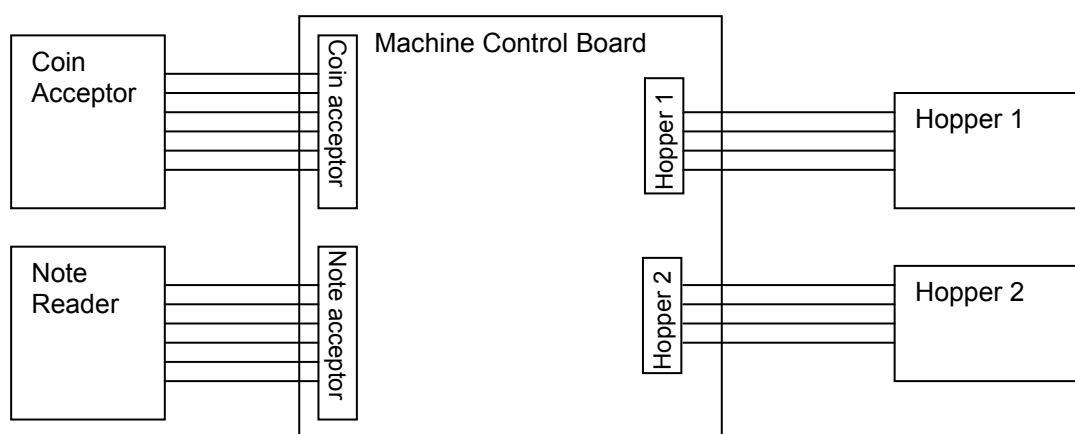 Machine Control Board
Coin
Acceptor
Coin acceptor
Hopper 1
Hopper 1
Note
Reader
Note acceptor
Hopper 2
Hopper 2